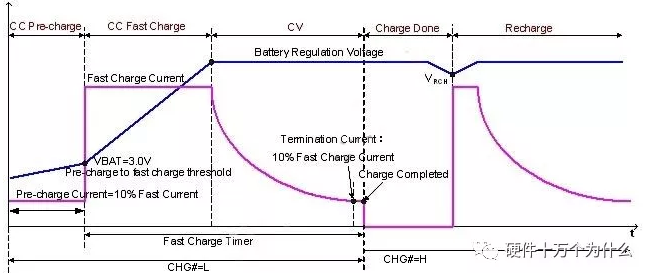 CC Pre-charge
CC Fast Charge
CV
Charge Done
Recharge
Battery Regulation Voltage
Fast Charge Current
VRCH
Termination Current：
10% Fast Charge Current
VBAT=3.0V
Pre-charge to fast charge threshold
Charge Completed
Pre-charge Current=10% Fast Current
t
Fast Charge Timer
CHG#=H
CHG#=L
硬件十万个为什么